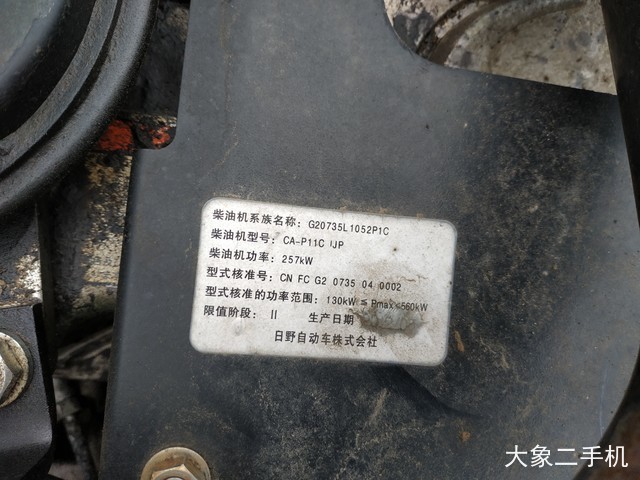 柴油机系族名称: G20735L1052P1C
柴油机型号: CA-P11C UP
柴油机功率: 257kW
型式核准号: CN FC G2 0735 04 0002
型式核准的功率范围: 130kW ≤ Pmax<560kW
限值阶段: II 生产日期
日野自动车株式会社
大象二手机